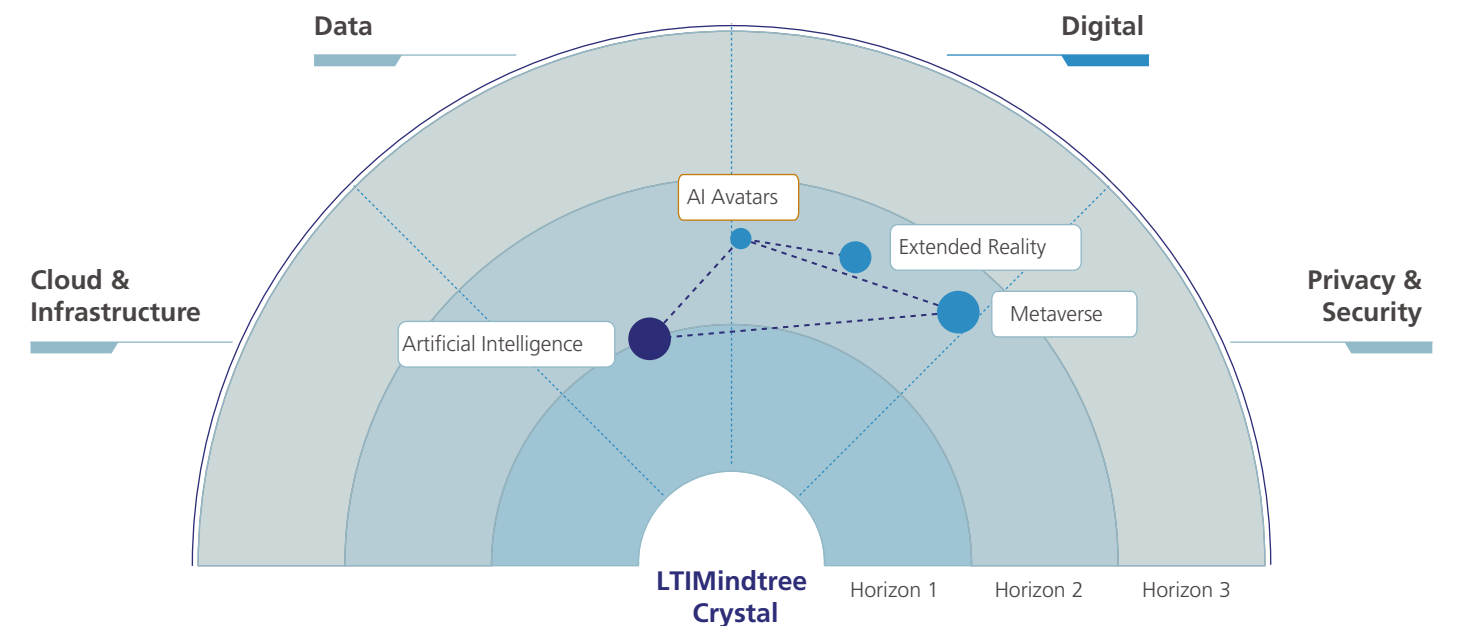 Data
Digital
AI Avatars
Extended Reality
Cloud &
Infrastructure
Privacy &
Security
Metaverse
Artificial Intelligence
LTIMindtree
Crystal
Horizon 1
Horizon 2
Horizon 3